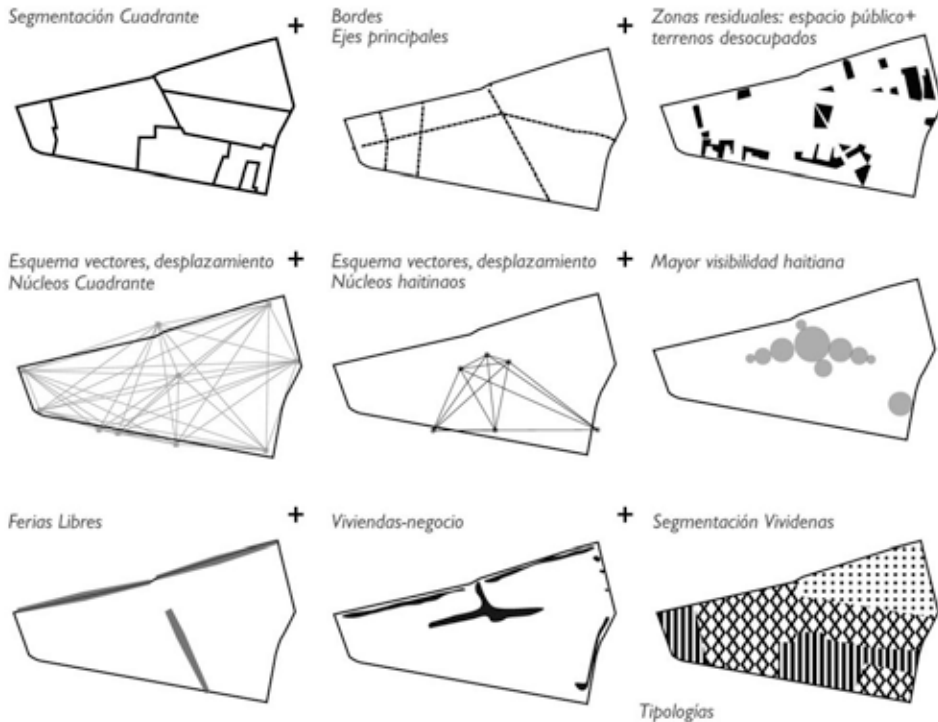 Segmentación Cuadrante
+
Bordes
Ejes principales
+
Zonas residuales: espacio público+
terrenos desocupados
Esquema vectores, desplazamiento
Núcleos Cuadrante
+
Esquema vectores, desplazamiento
Núcleos haitinaos
+
Mayor visibilidad haitiana
Ferias Libres
+
Viviendas-negocio
+
Segmentación Vividenas
Tipologías